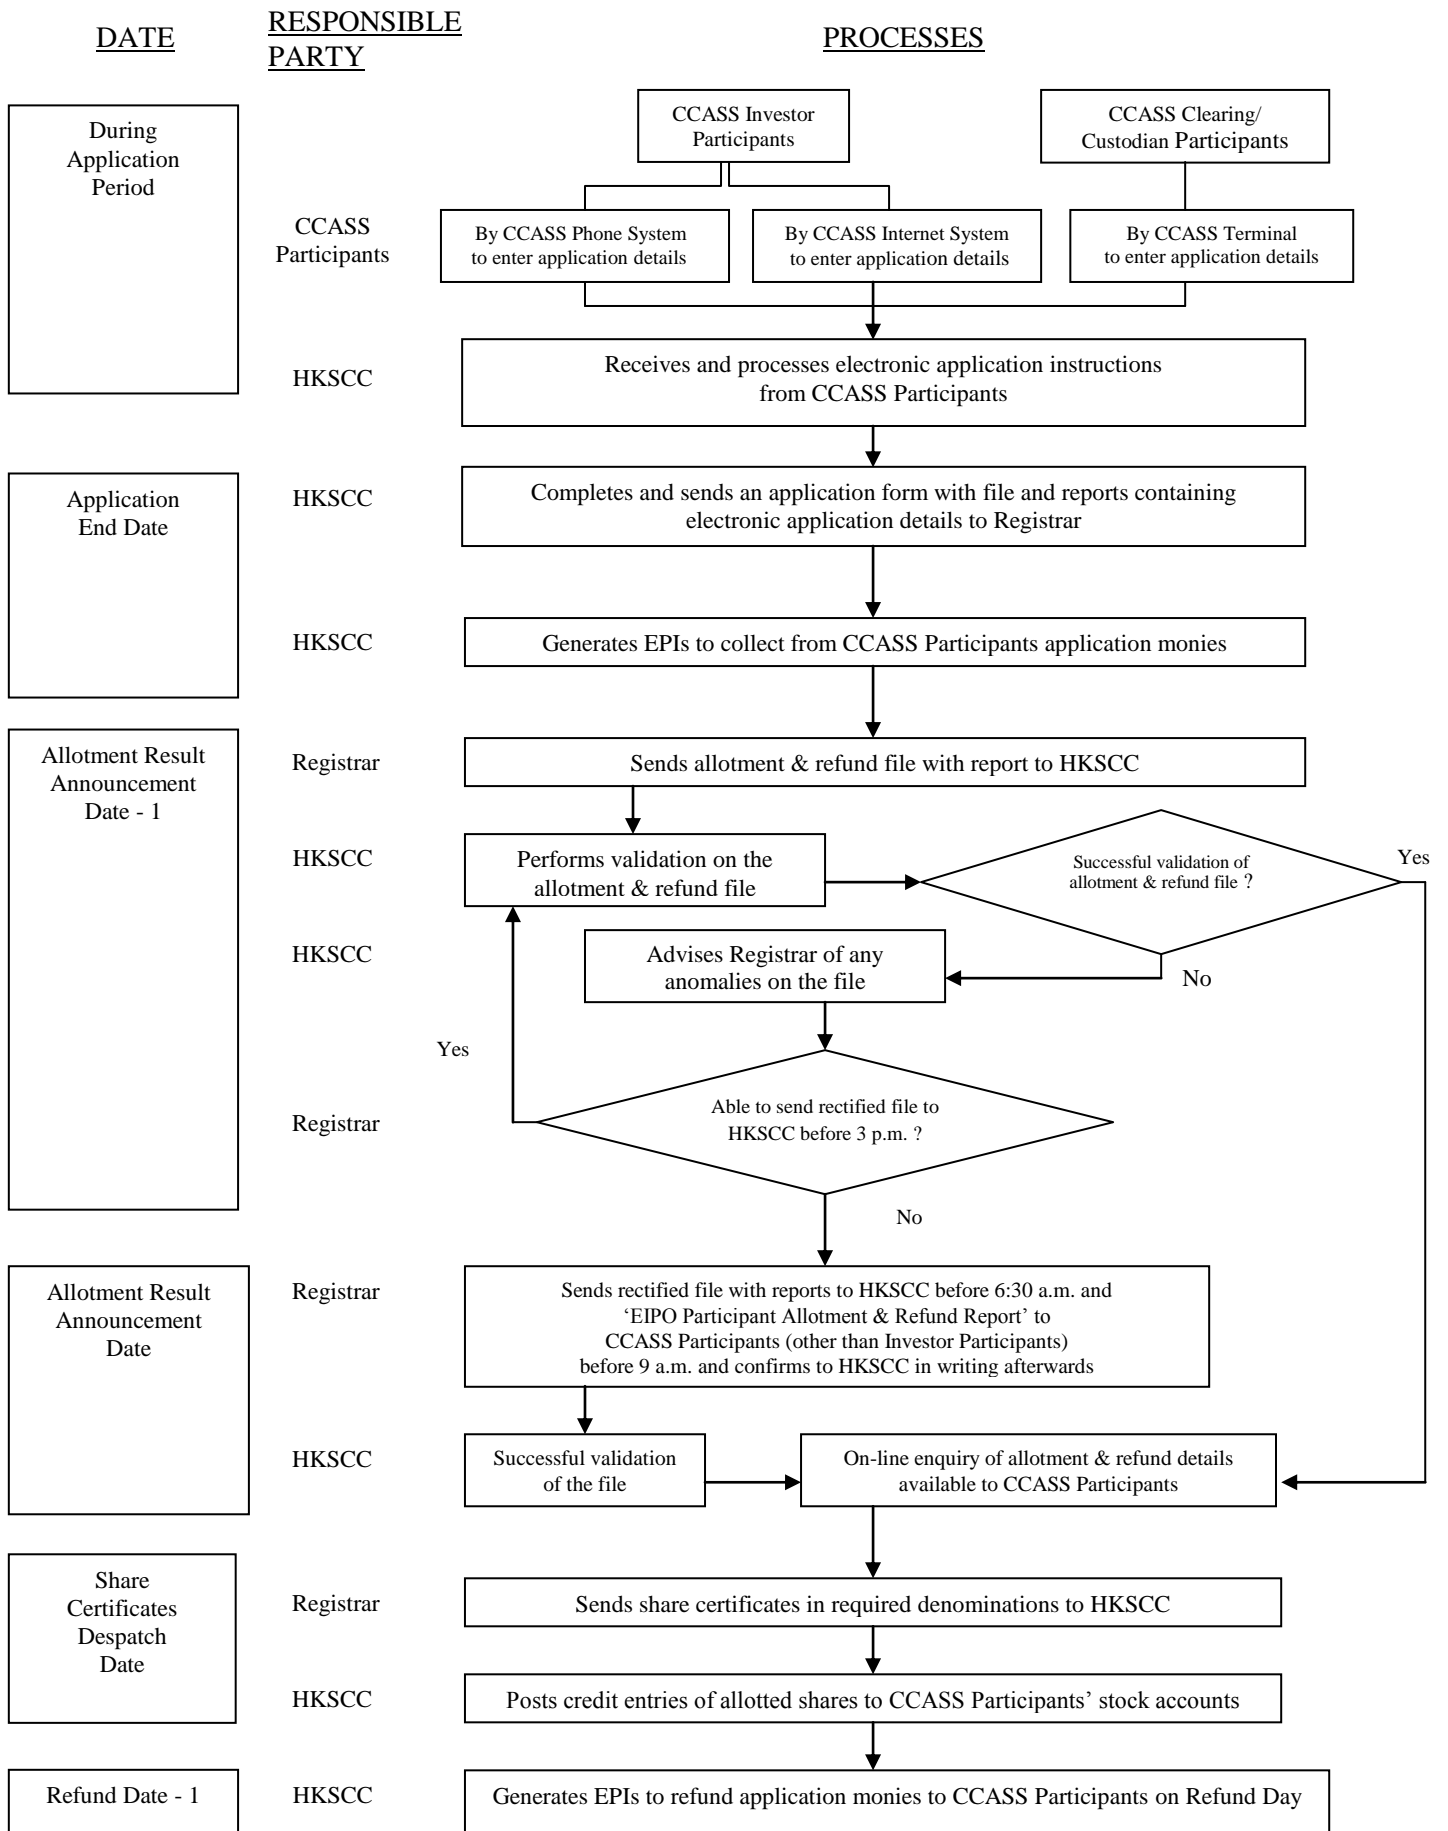 DATE
RESPONSIBLE
PARTY
PROCESSES
During
Application
Period
CCASS Investor
Participants
CCASS Clearing/
Custodian Participants
CCASS
Participants
By CCASS Phone System
to enter application details
By CCASS Internet System
to enter application details
By CCASS Terminal
to enter application details
HKSCC
Receives and processes electronic application instructions
from CCASS Participants
Application
End Date
HKSCC
Completes and sends an application form with file and reports containing
electronic application details to Registrar
HKSCC
Generates EPIs to collect from CCASS Participants application monies
Allotment Result
Announcement
Date - 1
Registrar
Sends allotment & refund file with report to HKSCC
HKSCC
Performs validation on the
allotment & refund file
Successful validation of
allotment & refund file ?
Yes
HKSCC
Advises Registrar of any
anomalies on the file
No
Yes
Registrar
Able to send rectified file to
HKSCC before 3 p.m. ?
No
Allotment Result
Announcement
Date
Registrar
Sends rectified file with reports to HKSCC before 6:30 a.m. and
‘EIPO Participant Allotment & Refund Report’ to
CCASS Participants (other than Investor Participants)
before 9 a.m. and confirms to HKSCC in writing afterwards
HKSCC
Successful validation
of the file
On-line enquiry of allotment & refund details
available to CCASS Participants
Share
Certificates
Despatch
Date
Registrar
Sends share certificates in required denominations to HKSCC
HKSCC
Posts credit entries of allotted shares to CCASS Participants’ stock accounts
Refund Date - 1
HKSCC
Generates EPIs to refund application monies to CCASS Participants on Refund Day